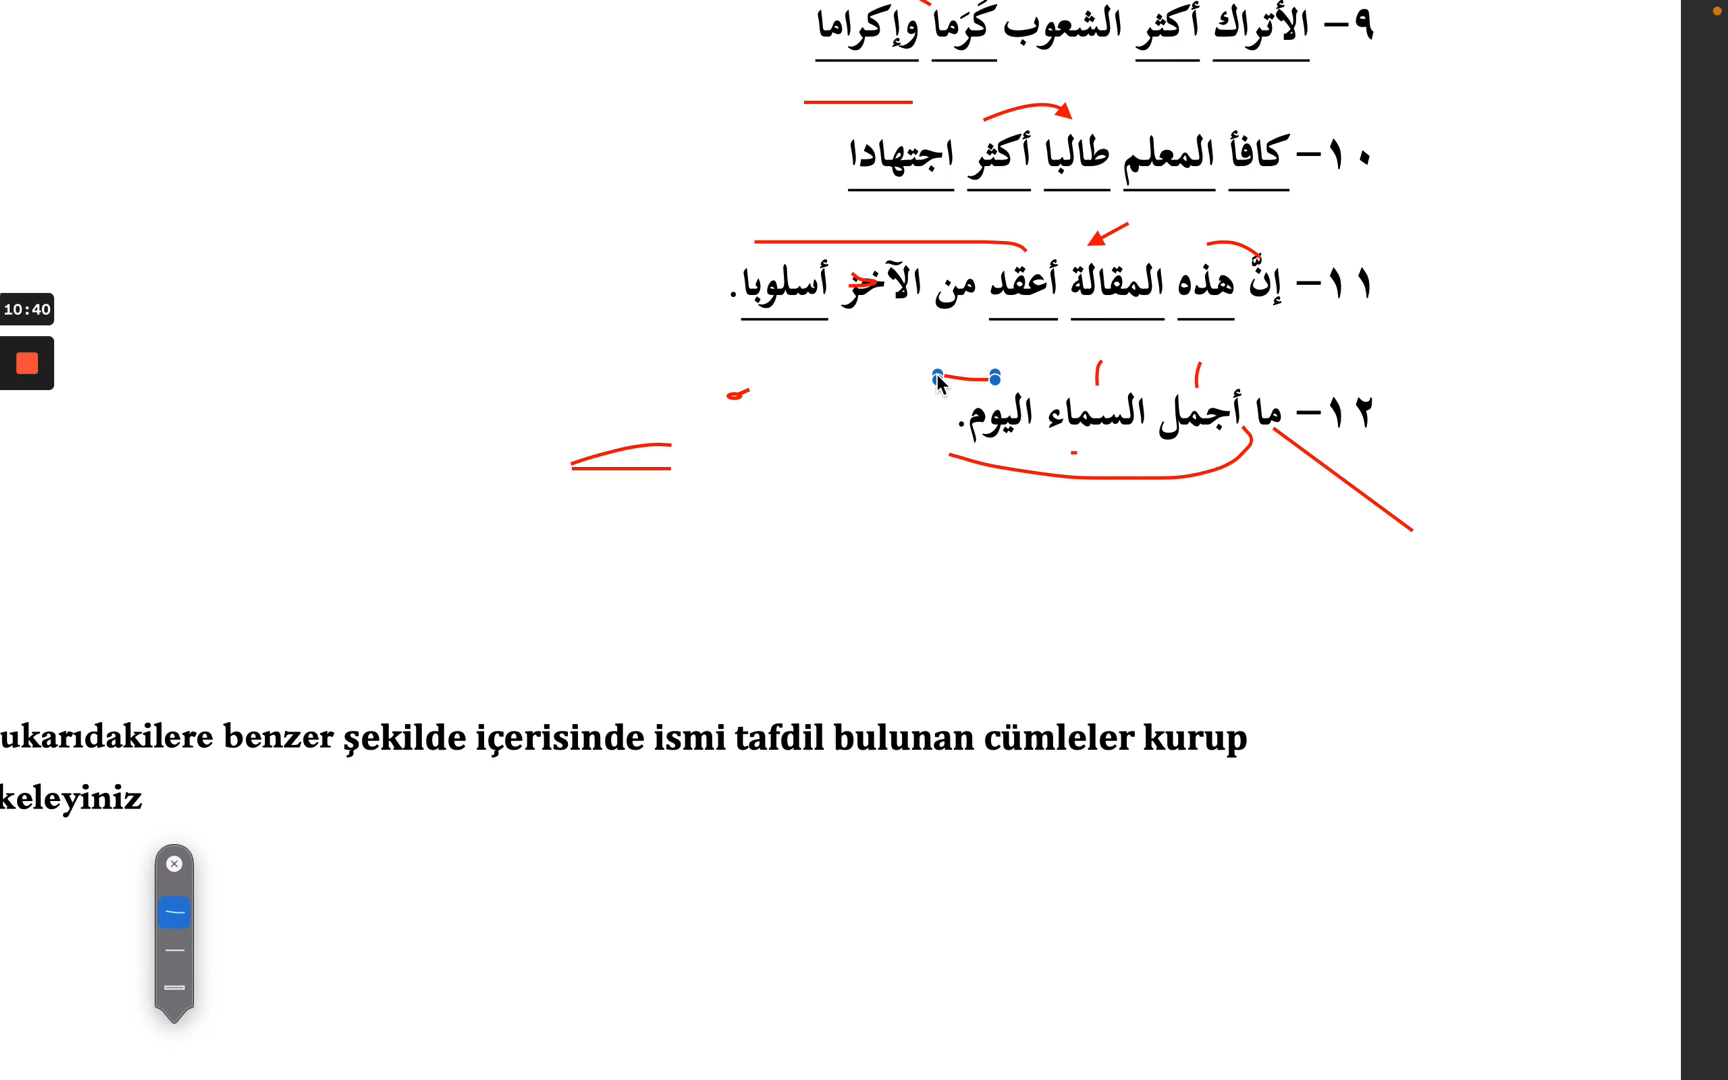 ٩- الأتراك أكثر الشعوب كَرَما وإكراما
١٠- كافأ المعلم طالبا أكثر اجتهادا
١١- إنَّ هذه المقالة أعقد من الآخر أسلوبا.
10:40
١٢- ما أجمل السماء اليوم.
ukarıdakilere benzer şekilde içerisinde ismi tafdil bulunan cümleler kurup
keleyiniz